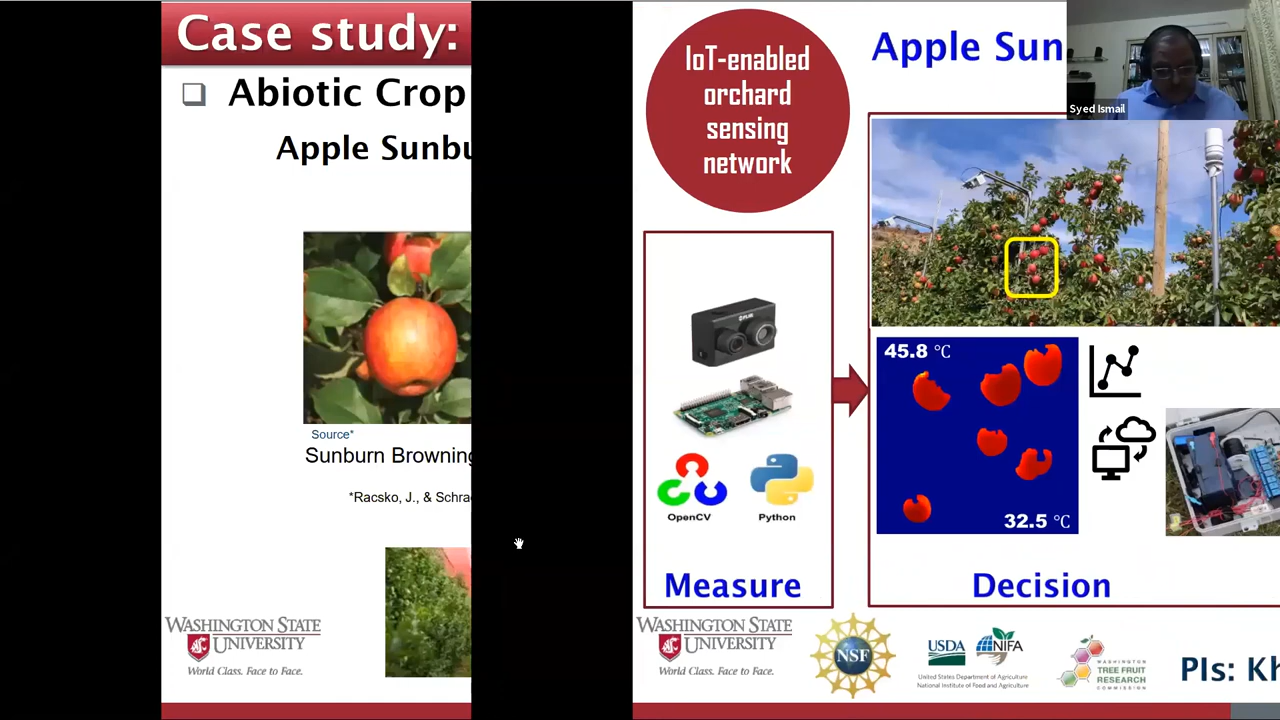 Case study:
Abiotic Crop
Apple Sunbu
Source*
Sunburn Browning
*Racsko, J., & Schra
WASHINGTON STATE
UNIVERSITY
World Class. Face to Face.
IoT-enabled
orchard
sensing
network
Apple Sun
Syed Ismail
FLIR
45.8 °C
32.5 °C
OpenCV
Python
Measure
Decision
WASHINGTON STATE
UNIVERSITY
World Class. Face to Face.
NSF
USDA
NIFA
United States Department of Agriculture
National Institute of Food and Agriculture
WASHINGTON
TREE FRUIT
RESEARCH
COMMISSION
PIs: Kh